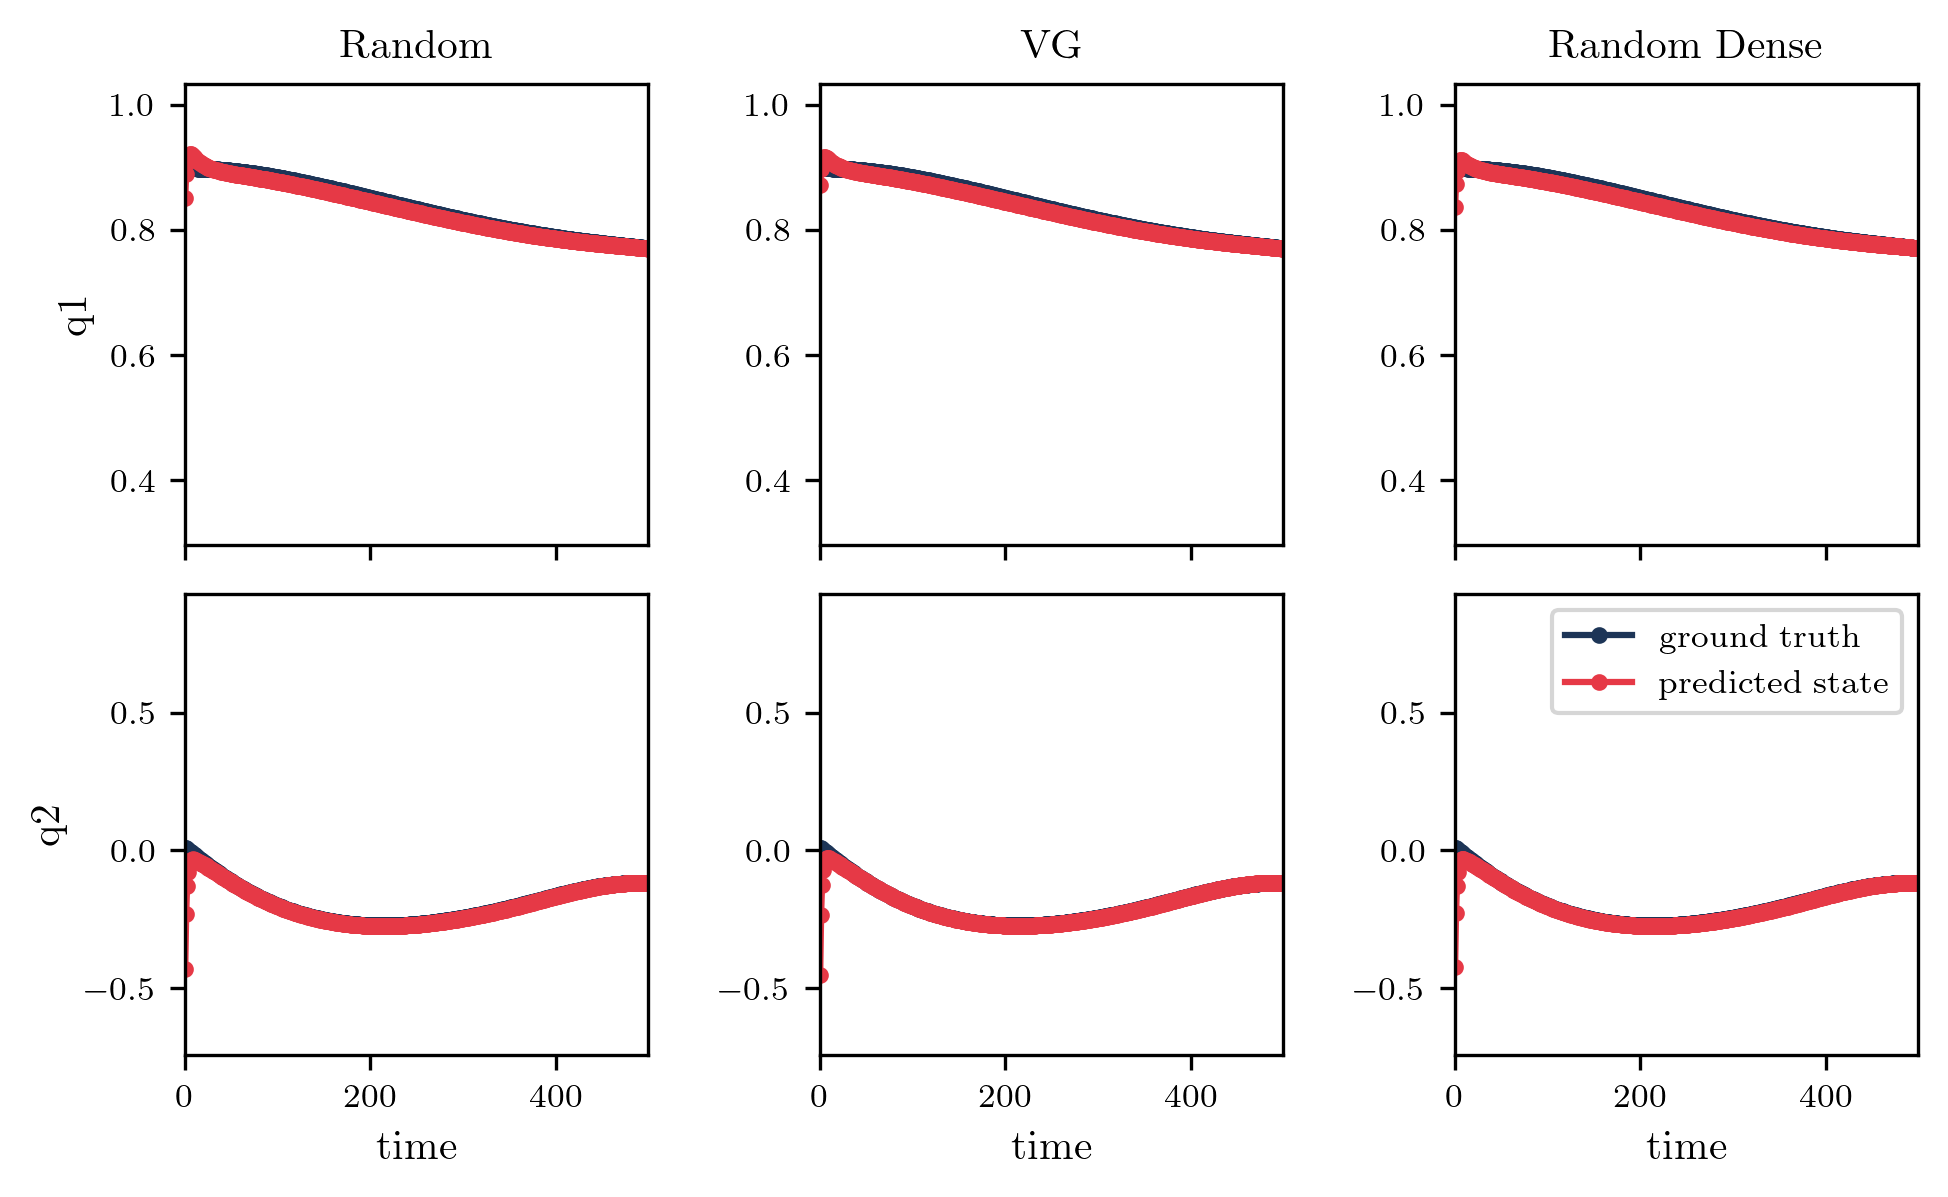 Random VG Random Dense
1.0 1.0 1.0
0.8 0.8 0.8
q1
0.6 0.6 0.6
0.4 0.4 0.4
ground truth
predicted state
0.5 0.5 0.5
q2
0.0 0.0 0.0
−0.5 −0.5 −0.5
0 200 400 0 200 400 0 200 400
time time time